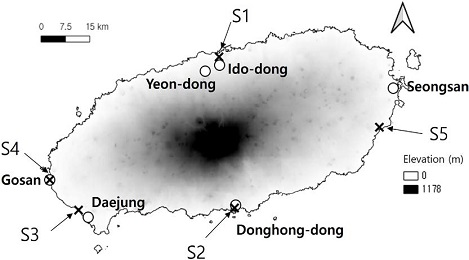 S1
0 7.5 15 km
Ido-dong
Yeon-dong
Seongsan
S4
S5
Elevation (m)
0
1178
Gosan
Daejung
S3
S2
Donghong-dong